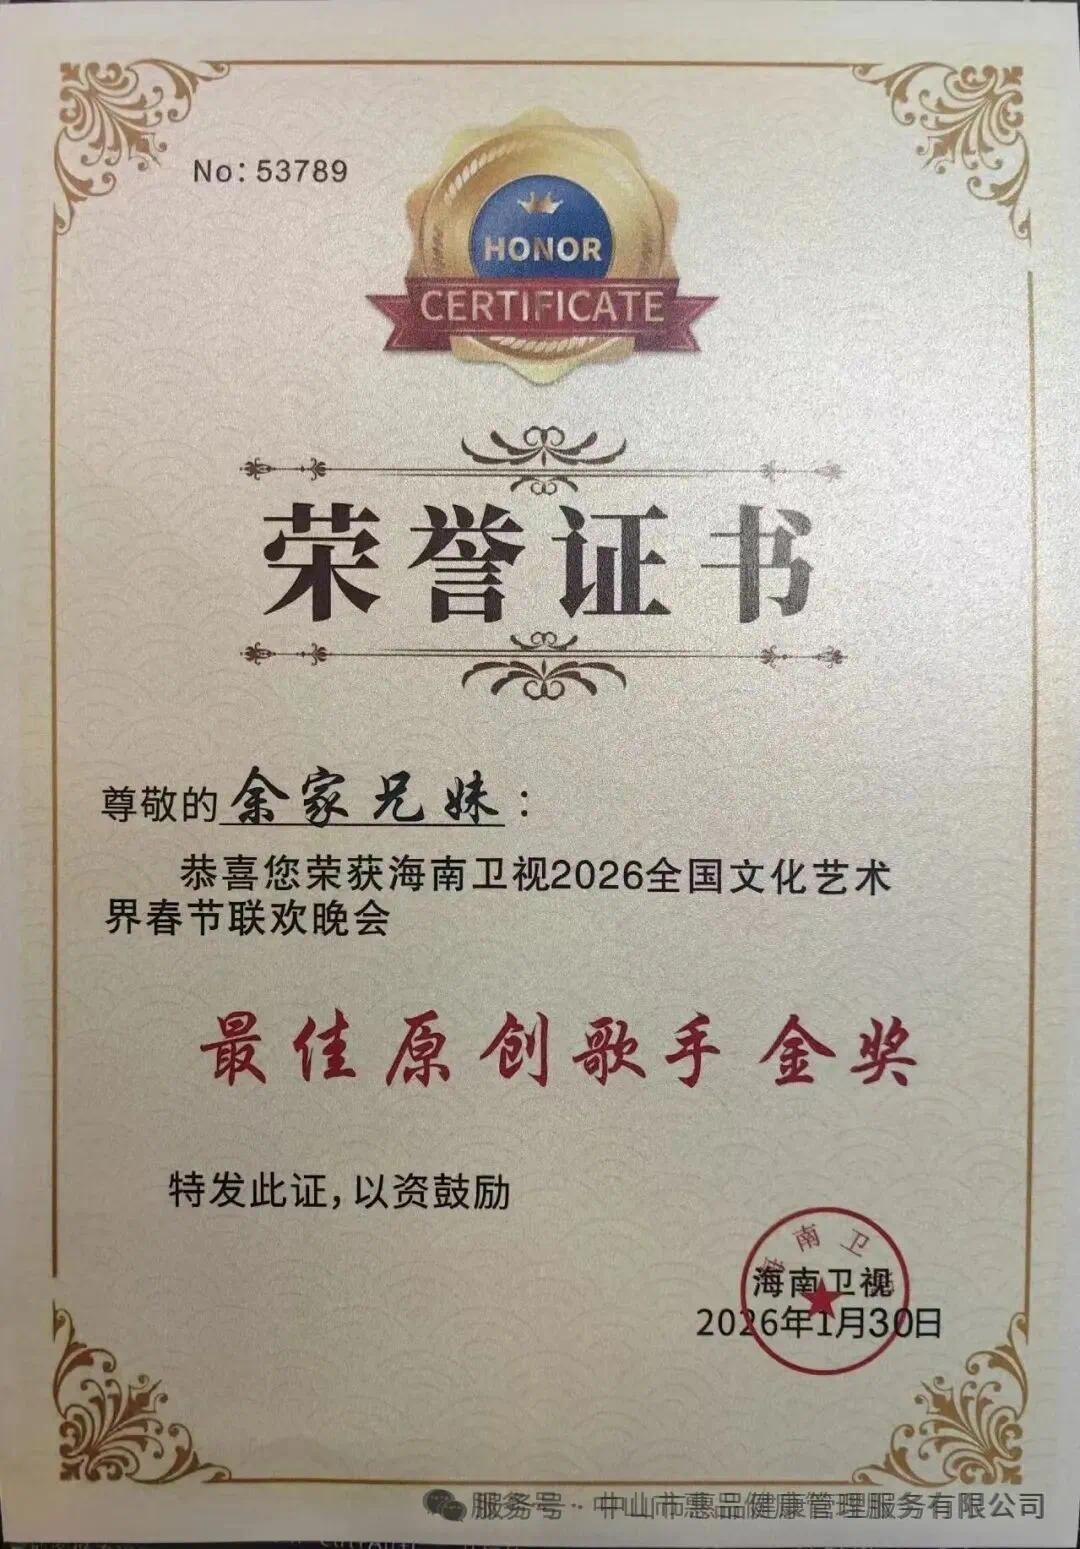 No: 53789
HONOR
CERTIFICATE
荣誉证书
尊敬的余家兄妹：
恭喜您荣获海南卫视2026全国文化艺术
界春节联欢晚会
最佳原创歌手金奖
特发此证，以资鼓励
南卫
海南卫视
2026年1月30日
服务号·中山市惠品健康管理服务有限公司